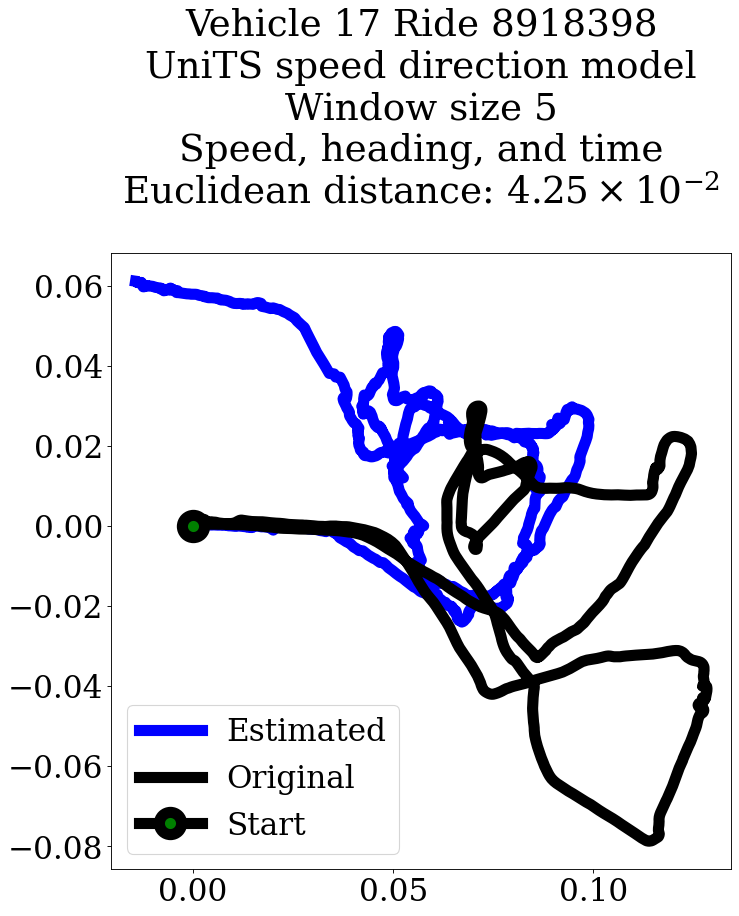 Vehicle 17 Ride 8918398
UniTS speed direction model
Window size 5
Speed, heading, and time
Euclidean distance: 4.25 × 10⁻²
0.06
0.04
0.02
0.00
−0.02
−0.04
−0.06
−0.08
Estimated
Original
Start
0.00 0.05 0.10